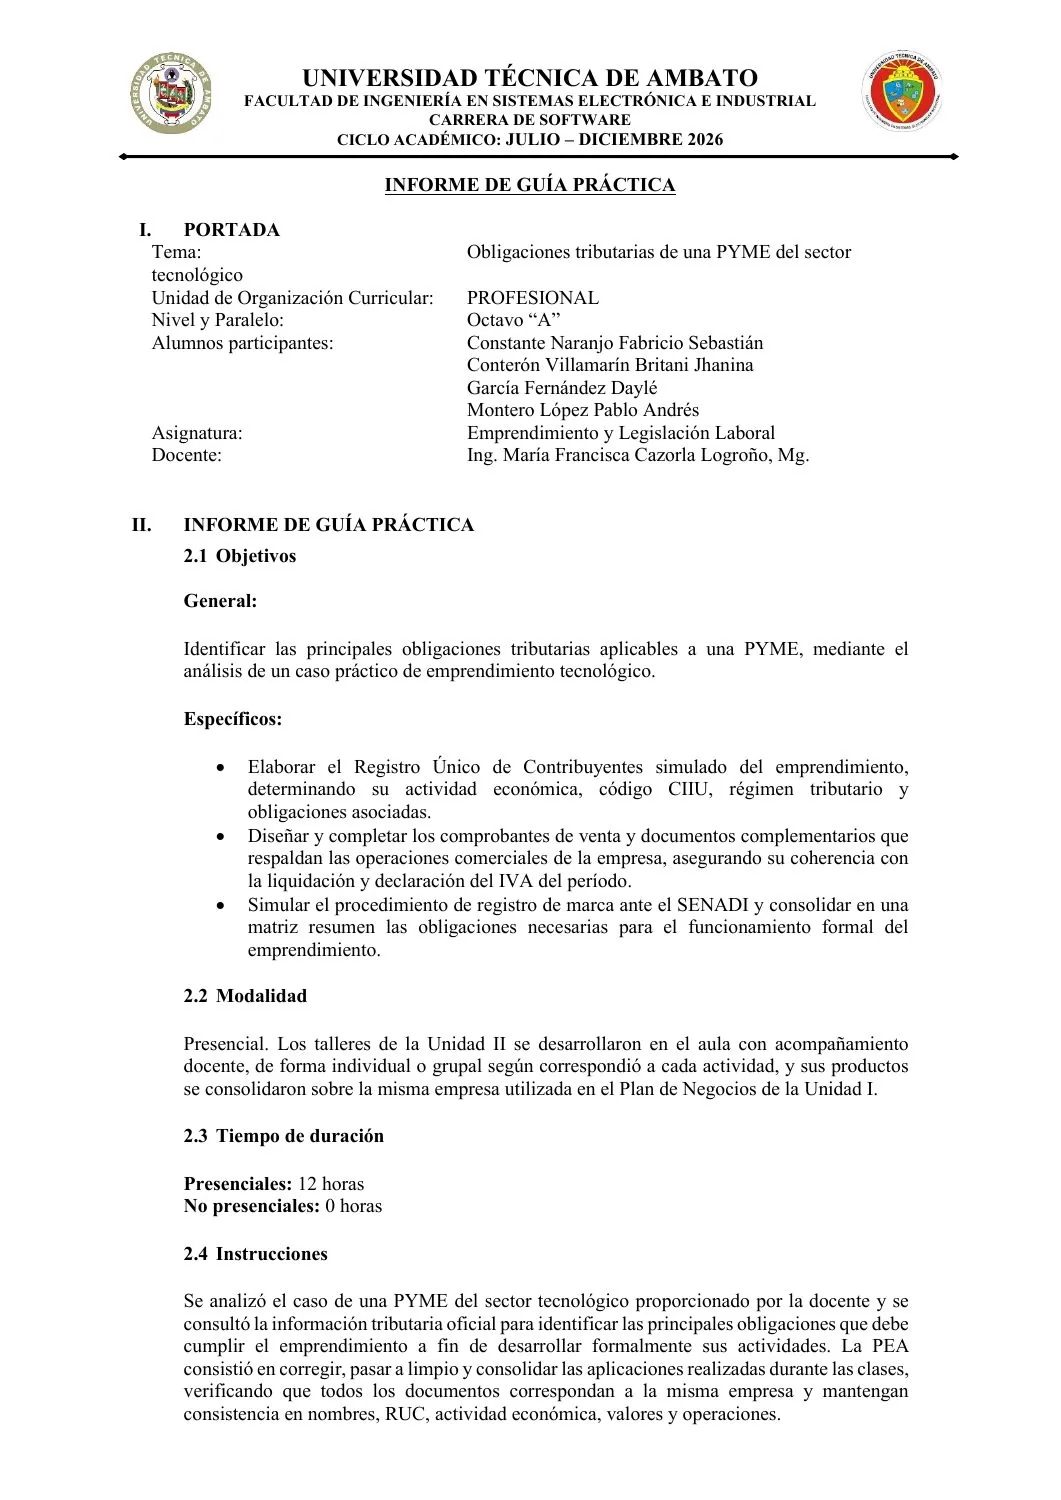 UNIVERSIDAD TÉCNICA DE AMBATO
FACULTAD DE INGENIERÍA EN SISTEMAS ELECTRÓNICA E INDUSTRIAL
CARRERA DE SOFTWARE
CICLO ACADÉMICO: JULIO – DICIEMBRE 2026
INFORME DE GUÍA PRÁCTICA
I. PORTADA
Tema: Obligaciones tributarias de una PYME del sector
tecnológico
Unidad de Organización Curricular: PROFESIONAL
Nivel y Paralelo: Octavo “A”
Alumnos participantes: Constante Naranjo Fabricio Sebastián
Conterón Villamarín Britani Jhanina
García Fernández Daylé
Montero López Pablo Andrés
Asignatura: Emprendimiento y Legislación Laboral
Docente: Ing. María Francisca Cazorla Logroño, Mg.
II. INFORME DE GUÍA PRÁCTICA
2.1 Objetivos
General:
Identificar las principales obligaciones tributarias aplicables a una PYME, mediante el
análisis de un caso práctico de emprendimiento tecnológico.
Específicos:
• Elaborar el Registro Único de Contribuyentes simulado del emprendimiento,
determinando su actividad económica, código CIIU, régimen tributario y
obligaciones asociadas.
• Diseñar y completar los comprobantes de venta y documentos complementarios que
respaldan las operaciones comerciales de la empresa, asegurando su coherencia con
la liquidación y declaración del IVA del período.
• Simular el procedimiento de registro de marca ante el SENADI y consolidar en una
matriz resumen las obligaciones necesarias para el funcionamiento formal del
emprendimiento.
2.2 Modalidad
Presencial. Los talleres de la Unidad II se desarrollaron en el aula con acompañamiento
docente, de forma individual o grupal según correspondió a cada actividad, y sus productos
se consolidaron sobre la misma empresa utilizada en el Plan de Negocios de la Unidad I.
2.3 Tiempo de duración
Presenciales: 12 horas
No presenciales: 0 horas
2.4 Instrucciones
Se analizó el caso de una PYME del sector tecnológico proporcionado por la docente y se
consultó la información tributaria oficial para identificar las principales obligaciones que debe
cumplir el emprendimiento a fin de desarrollar formalmente sus actividades. La PEA
consistió en corregir, pasar a limpio y consolidar las aplicaciones realizadas durante las clases,
verificando que todos los documentos correspondan a la misma empresa y mantengan
consistencia en nombres, RUC, actividad económica, valores y operaciones.